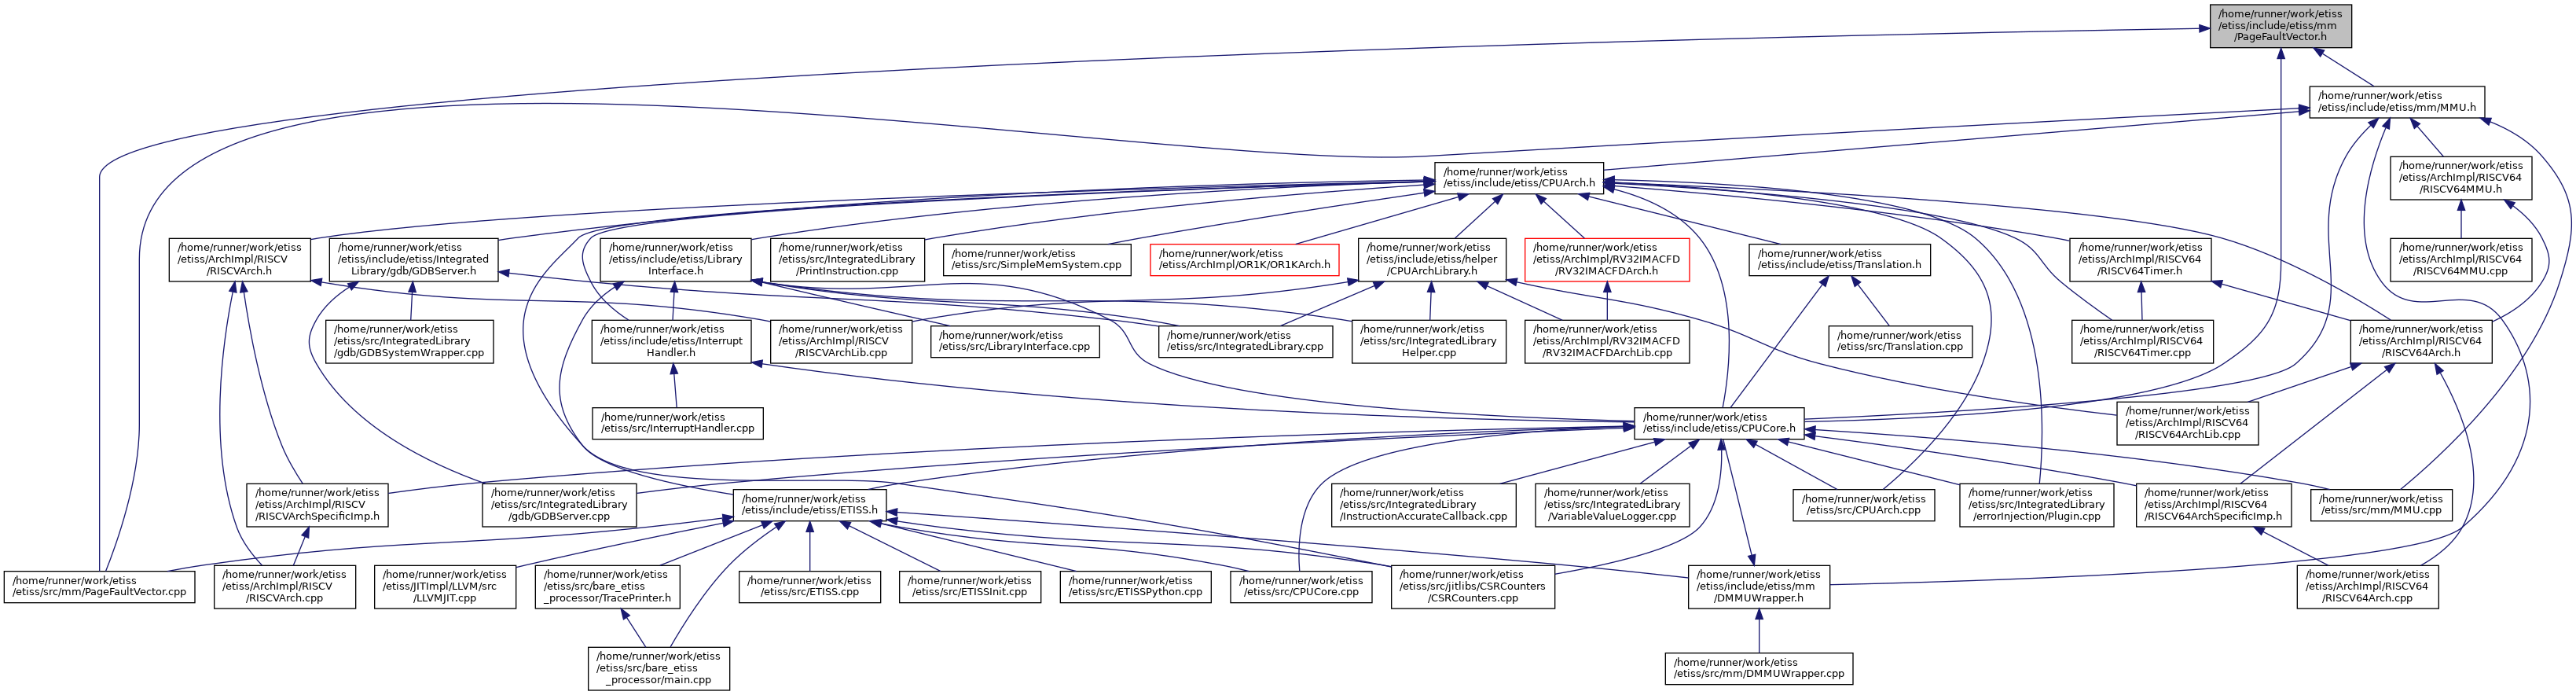 /home/runner/work/etiss
/etiss/include/etiss/mm
/PageFaultVector.h
/home/runner/work/etiss
/etiss/include/etiss/mm/MMU.h
/home/runner/work/etiss
/etiss/include/etiss/CPUArch.h
/home/runner/work/etiss
/etiss/ArchImpl/RISCV64
/RISCV64MMU.h
/home/runner/work/etiss
/etiss/ArchImpl/RISCV
/RISCVArch.h
/home/runner/work/etiss
/etiss/include/etiss/Integrated
Library/gdb/GDBServer.h
/home/runner/work/etiss
/etiss/include/etiss/Library
Interface.h
/home/runner/work/etiss
/etiss/src/IntegratedLibrary
/PrintInstruction.cpp
/home/runner/work/etiss
/etiss/src/SimpleMemSystem.cpp
/home/runner/work/etiss
/etiss/ArchImpl/OR1K/OR1KArch.h
/home/runner/work/etiss
/etiss/include/etiss/helper
/CPUArchLibrary.h
/home/runner/work/etiss
/etiss/ArchImpl/RV32IMACFD
/RV32IMACFDArch.h
/home/runner/work/etiss
/etiss/include/etiss/Translation.h
/home/runner/work/etiss
/etiss/ArchImpl/RISCV64
/RISCV64Timer.h
/home/runner/work/etiss
/etiss/ArchImpl/RISCV64
/RISCV64MMU.cpp
/home/runner/work/etiss
/etiss/src/IntegratedLibrary
/gdb/GDBSystemWrapper.cpp
/home/runner/work/etiss
/etiss/include/etiss/Interrupt
Handler.h
/home/runner/work/etiss
/etiss/ArchImpl/RISCV
/RISCVArchLib.cpp
/home/runner/work/etiss
/etiss/src/LibraryInterface.cpp
/home/runner/work/etiss
/etiss/src/IntegratedLibrary.cpp
/home/runner/work/etiss
/etiss/src/IntegratedLibrary
Helper.cpp
/home/runner/work/etiss
/etiss/ArchImpl/RV32IMACFD
/RV32IMACFDArchLib.cpp
/home/runner/work/etiss
/etiss/src/Translation.cpp
/home/runner/work/etiss
/etiss/ArchImpl/RISCV64
/RISCV64Timer.cpp
/home/runner/work/etiss
/etiss/ArchImpl/RISCV64
/RISCV64Arch.h
/home/runner/work/etiss
/etiss/src/InterruptHandler.cpp
/home/runner/work/etiss
/etiss/include/etiss/CPUCore.h
/home/runner/work/etiss
/etiss/ArchImpl/RISCV64
/RISCV64ArchLib.cpp
/home/runner/work/etiss
/etiss/ArchImpl/RISCV
/RISCVArchSpecificImp.h
/home/runner/work/etiss
/etiss/src/IntegratedLibrary
/gdb/GDBServer.cpp
/home/runner/work/etiss
/etiss/include/etiss/ETISS.h
/home/runner/work/etiss
/etiss/src/IntegratedLibrary
/InstructionAccurateCallback.cpp
/home/runner/work/etiss
/etiss/src/IntegratedLibrary
/VariableValueLogger.cpp
/home/runner/work/etiss
/etiss/src/CPUArch.cpp
/home/runner/work/etiss
/etiss/src/IntegratedLibrary
/errorInjection/Plugin.cpp
/home/runner/work/etiss
/etiss/ArchImpl/RISCV64
/RISCV64ArchSpecificImp.h
/home/runner/work/etiss
/etiss/src/mm/MMU.cpp
/home/runner/work/etiss
/etiss/src/mm/PageFaultVector.cpp
/home/runner/work/etiss
/etiss/ArchImpl/RISCV
/RISCVArch.cpp
/home/runner/work/etiss
/etiss/JITImpl/LLVM/src
/LLVMJIT.cpp
/home/runner/work/etiss
/etiss/src/bare_etiss
_processor/TracePrinter.h
/home/runner/work/etiss
/etiss/src/ETISS.cpp
/home/runner/work/etiss
/etiss/src/ETISSInit.cpp
/home/runner/work/etiss
/etiss/src/ETISSPython.cpp
/home/runner/work/etiss
/etiss/src/CPUCore.cpp
/home/runner/work/etiss
/etiss/src/jitlibs/CSRCounters
/CSRCounters.cpp
/home/runner/work/etiss
/etiss/include/etiss/mm
/DMMUWrapper.h
/home/runner/work/etiss
/etiss/ArchImpl/RISCV64
/RISCV64Arch.cpp
/home/runner/work/etiss
/etiss/src/bare_etiss
_processor/main.cpp
/home/runner/work/etiss
/etiss/src/mm/DMMUWrapper.cpp